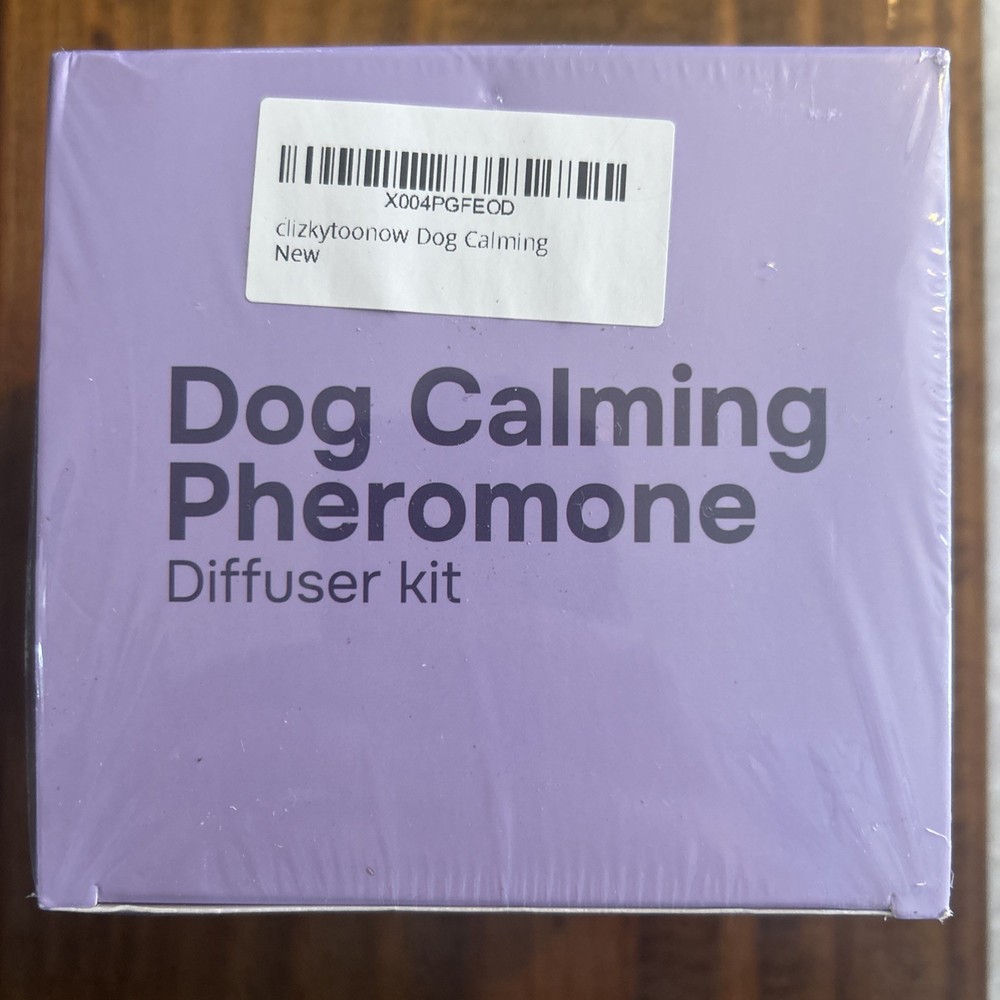 X004PGFEOD
clizkytoonow Dog Calming
New
Dog Calming
Pheromone
Diffuser kit